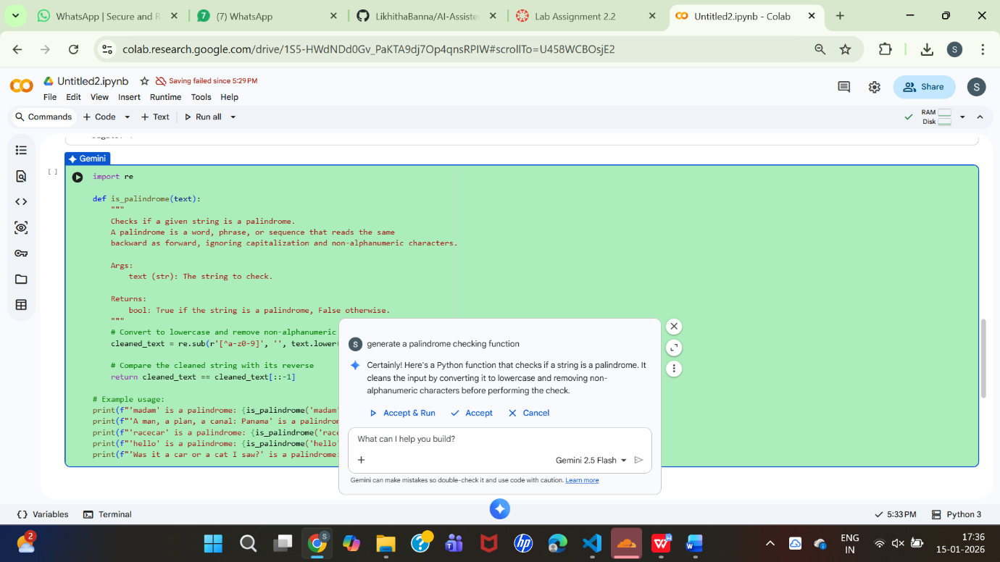 WhatsApp | Secure and R
7
(7) WhatsApp
LikhithaBanna/AI-Assiste
Lab Assignment 2.2
Untitled2.ipynb - Colab
colab.research.google.com/drive/1S5-HWdNDd0Gv_PaKTA9dj7Op4qnsRPIW#scrollTo=U458WCBOsjE2
S
Untitled2.ipynb
Saving failed since 5:29 PM
File Edit View Insert Runtime Tools Help
Share
S
Commands
+ Code
+ Text
Run all
RAM
Disk
Gemini
[ ]
import re
def is_palindrome(text):
"""
Checks if a given string is a palindrome.
A palindrome is a word, phrase, or sequence that reads the same
backward as forward, ignoring capitalization and non-alphanumeric characters.
Args:
text (str): The string to check.
Returns:
bool: True if the string is a palindrome, False otherwise.
"""
# Convert to lowercase and remove non-alphanumeric
cleaned_text = re.sub(r'[^a-z0-9]', '', text.lower(
# Compare the cleaned string with its reverse
return cleaned_text == cleaned_text[::-1]
# Example usage:
print(f"'madam' is a palindrome: {is_palindrome('madam'
print(f"'A man, a plan, a canal: Panama' is a palindrom
print(f"'racecar' is a palindrome: {is_palindrome('race
print(f"'hello' is a palindrome: {is_palindrome('hello'
print(f"'Was it a car or a cat I saw?' is a palindrome:
S
generate a palindrome checking function
Certainly! Here's a Python function that checks if a string is a palindrome. It
cleans the input by converting it to lowercase and removing non-
alphanumeric characters before performing the check.
Accept & Run
Accept
Cancel
What can I help you build?
+
Gemini 2.5 Flash
Gemini can make mistakes so double-check it and use code with caution. Learn more
Variables
Terminal
5:33 PM
Python 3
2
S
ENG
IN
17:36
15-01-2026